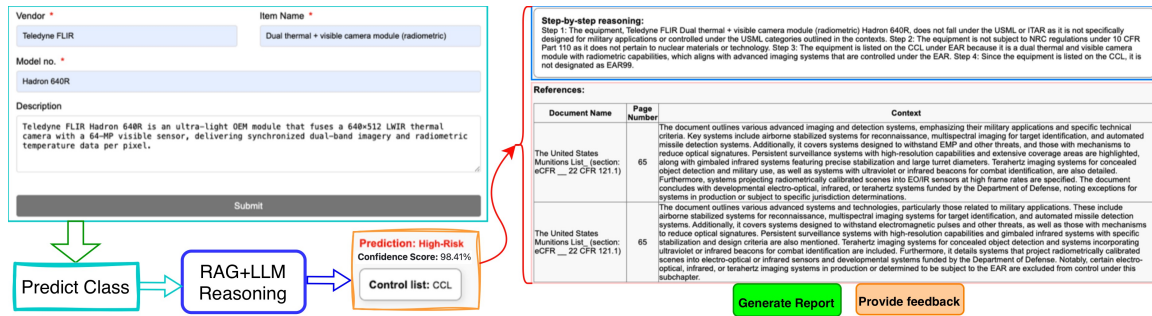 Vendor *
Item Name *
Teledyne FLIR
Dual thermal + visible camera module (radiometric)
Model no. *
Hadron 640R
Description
Teledyne FLIR Hadron 640R is an ultra-light OEM module that fuses a 640×512 LWIR thermal
camera with a 64-MP visible sensor, delivering synchronized dual-band imagery and radiometric
temperature data per pixel.
Submit
Predict Class
RAG+LLM
Reasoning
Prediction: High-Risk
Confidence Score: 98.41%
Control list: CCL
Step-by-step reasoning:
Step 1: The equipment, Teledyne FLIR Dual thermal + visible camera module (radiometric) Hadron 640R, does not fall under the USML or ITAR as it is not specifically
designed for military applications or controlled under the USML categories outlined in the contexts. Step 2: The equipment is not subject to NRC regulations under 10 CFR
Part 110 as it does not pertain to nuclear materials or technology. Step 3: The equipment is listed on the CCL under EAR because it is a dual thermal and visible camera
module with radiometric capabilities, which aligns with advanced imaging systems that are controlled under the EAR. Step 4: Since the equipment is listed on the CCL, it is
not designated as EAR99.
References:
Document Name
Page
Number
Context
The United States
Munitions List_ (section:
eCFR __ 22 CFR 121.1)
65
The document outlines various advanced imaging and detection systems, emphasizing their military applications and specific technical
criteria. Key systems include airborne stabilized systems for reconnaissance, multispectral imaging for target identification, and automated
missile detection systems. Additionally, it covers systems designed to withstand EMP and other threats, and those with mechanisms to
reduce optical signatures. Persistent surveillance systems with high-resolution capabilities and extensive coverage areas are highlighted,
along with gimbaled infrared systems featuring precise stabilization and large turret diameters. Terahertz imaging systems for concealed
object detection and military use, as well as systems with ultraviolet or infrared beacons for combat identification, are also detailed.
Furthermore, systems projecting radiometrically calibrated scenes into EO/IR sensors at high frame rates are specified. The document
concludes with developmental electro-optical, infrared, or terahertz systems funded by the Department of Defense, noting exceptions for
systems in production or subject to specific jurisdiction determinations.
The United States
Munitions List_ (section:
eCFR __ 22 CFR 121.1)
65
The document outlines various advanced systems and technologies, particularly those related to military applications. These include
airborne stabilized systems for reconnaissance, multispectral imaging systems for target identification, and automated missile detection
systems. Additionally, it covers systems designed to withstand electromagnetic pulses and other threats, as well as those with mechanisms
to reduce optical signatures. Persistent surveillance systems with high-resolution capabilities and gimbaled infrared systems with specific
stabilization and design criteria are also mentioned. Terahertz imaging systems for concealed object detection and systems incorporating
ultraviolet or infrared beacons for combat identification are included. Furthermore, it details systems that project radiometrically calibrated
scenes into electro-optical or infrared sensors and developmental systems funded by the Department of Defense. Notably, certain electro-
optical, infrared, or terahertz imaging systems in production or determined to be subject to the EAR are excluded from control under this
subchapter.
Generate Report
Provide feedback